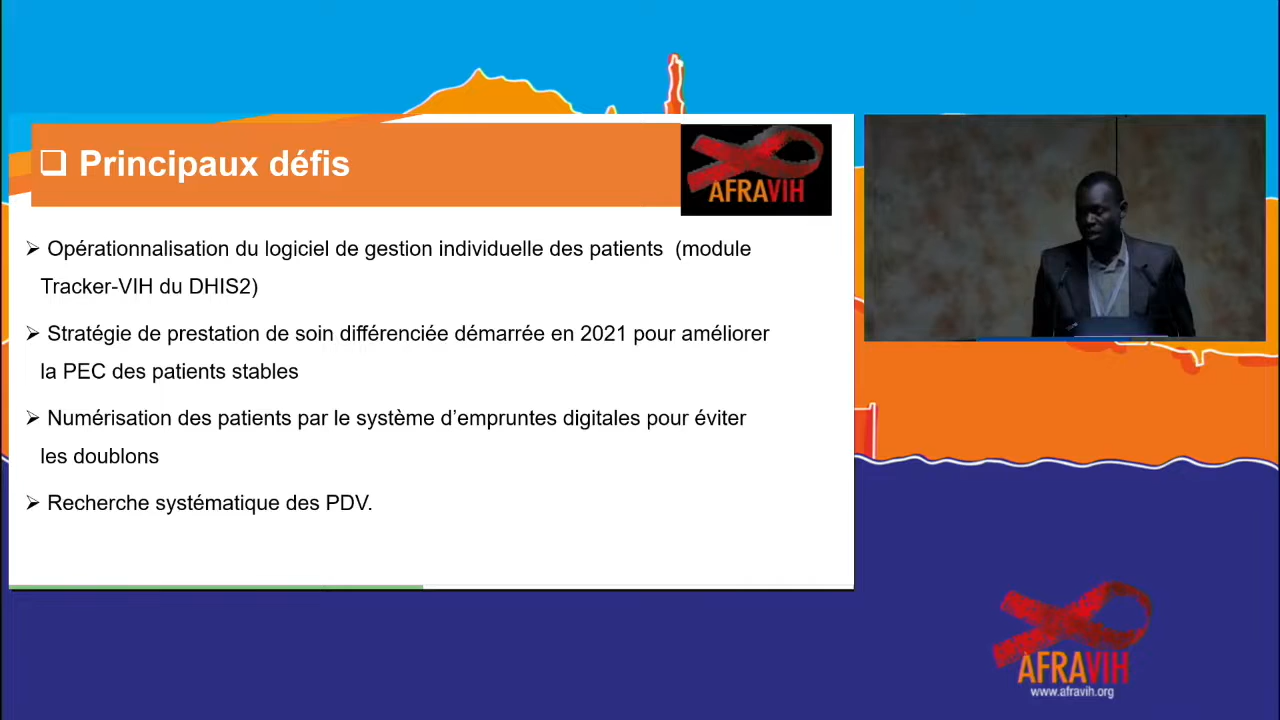 ❑ Principaux défis
AFRAVIH
➢ Opérationnalisation du logiciel de gestion individuelle des patients (module
Tracker-VIH du DHIS2)
➢ Stratégie de prestation de soin différenciée démarrée en 2021 pour améliorer
la PEC des patients stables
➢ Numérisation des patients par le système d’empruntes digitales pour éviter
les doublons
➢ Recherche systématique des PDV.
AFRAVIH
www.afravih.org